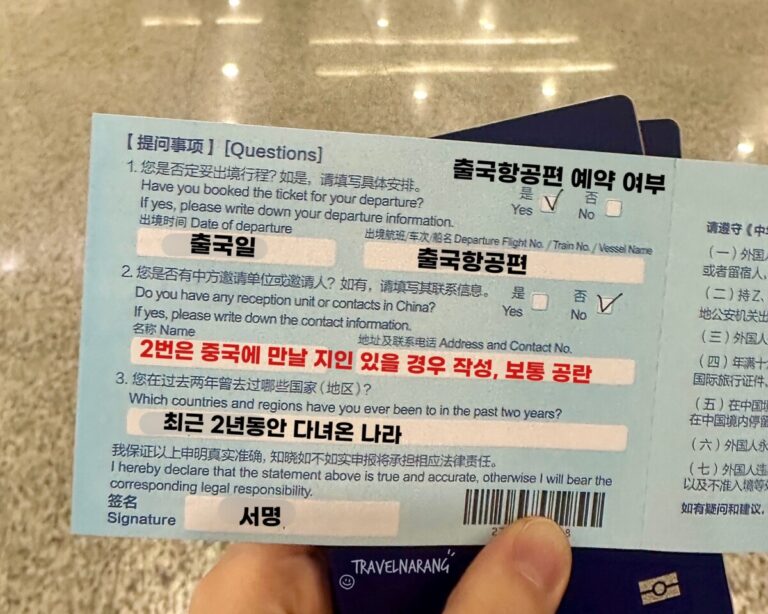 【提问事项】[Questions]
出国항공편 예약 여부
1. 您是否定妥出境行程？如是，请填写具体安排。
是 否
Have you booked the ticket for your departure?
Yes No
If yes, please write down your departure information.
出境时间 Date of departure
出境航班/车次/船名 Departure Flight No. / Train No. / Vessel Name
출국일
출국항공편
2. 您是否有中方邀请单位或邀请人？如有，请填写其联系信息。
是 否
Do you have any reception unit or contacts in China?
Yes No
If yes, please write down the contact information.
名称 Name
地址及联系电话 Address and Contact No.
2번은 중국에 만날 지인 있을 경우 작성, 보통 공란
3. 您在过去两年曾去过哪些国家（地区）？
Which countries and regions have you ever been to in the past two years?
최근 2년동안 다녀온 나라
我保证以上申明真实准确，知晓如不如实申报将承担相应法律责任。
I hereby declare that the statement above is true and accurate, otherwise I will bear the
corresponding legal responsibility.
签名
Signature
서명
请遵守《中华
（一）外国人
或者留宿人，
（二）持Z、
地公安机关出
（三）外国人
（四）年满十
国际旅行证件，
（五）在中国境
在中国境内停留
（六）外国人永
（七）外国人违
以及不准入境等处
如有疑问和建议，
TRAVELNARANG